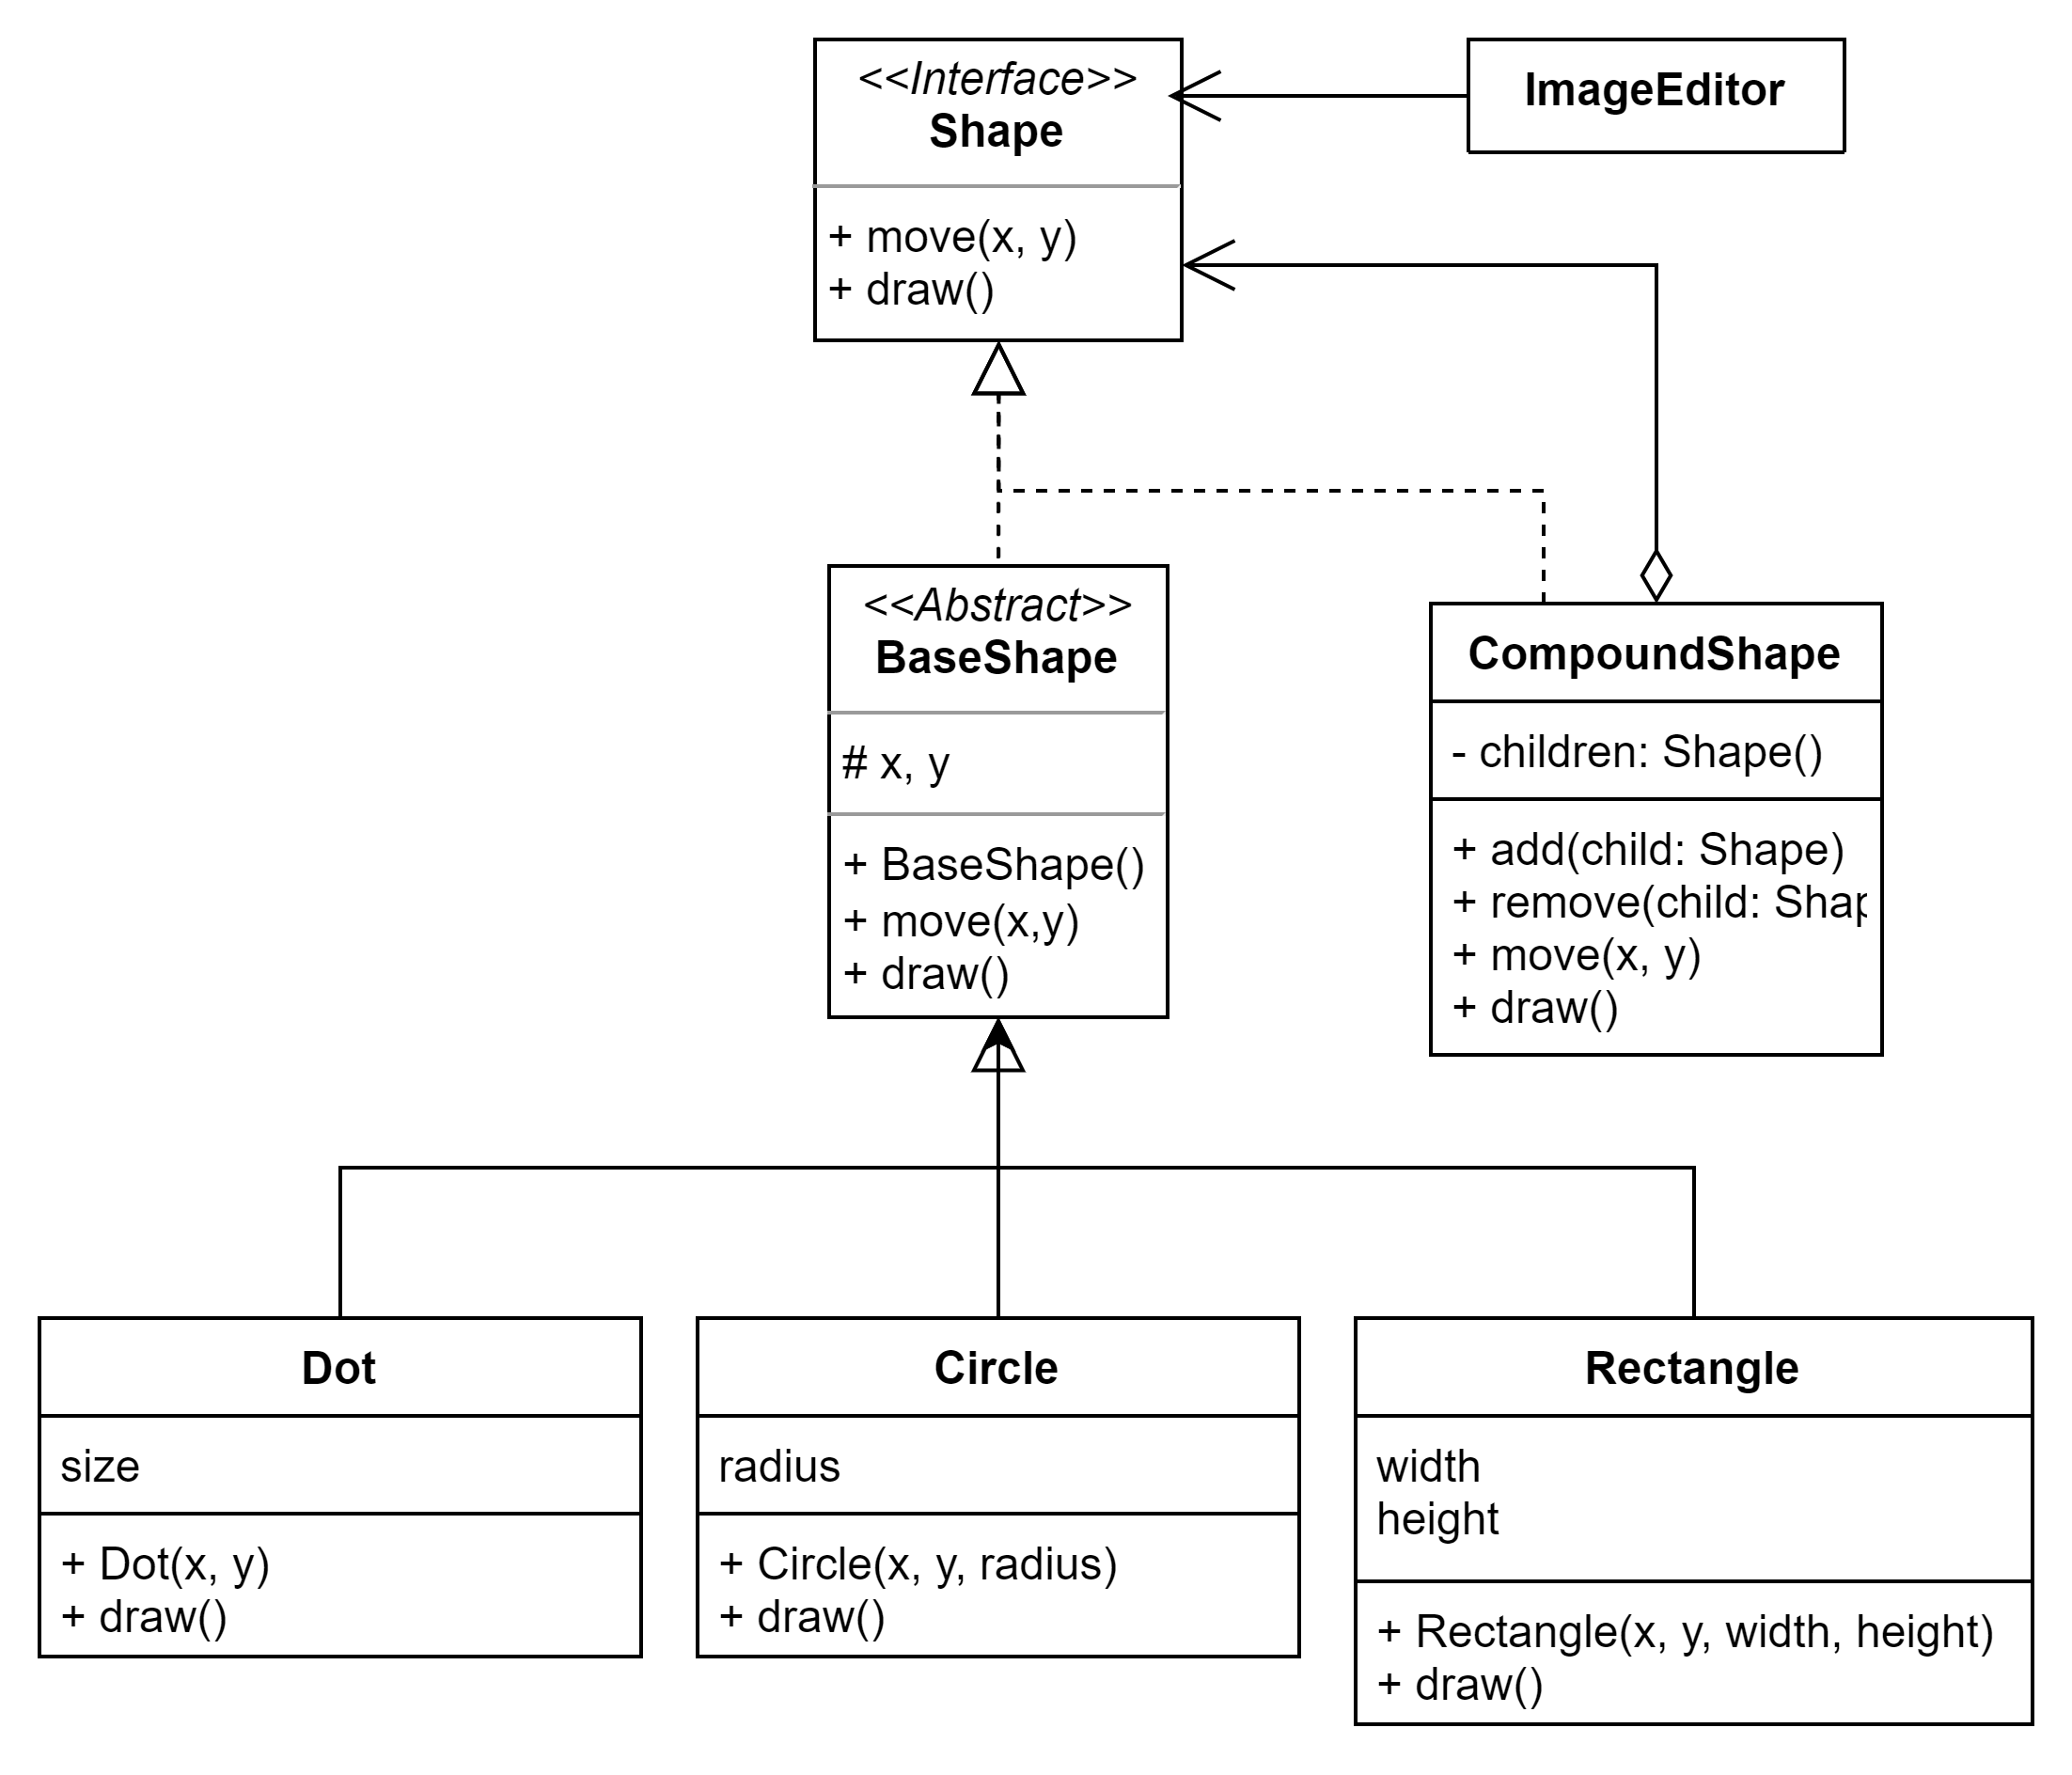 <<Interface>>
Shape
+ move(x, y)
+ draw()
ImageEditor
<<Abstract>>
BaseShape
# x, y
+ BaseShape()
+ move(x,y)
+ draw()
CompoundShape
- children: Shape()
+ add(child: Shape)
+ remove(child: Shap
+ move(x, y)
+ draw()
Dot
size
+ Dot(x, y)
+ draw()
Circle
radius
+ Circle(x, y, radius)
+ draw()
Rectangle
width
height
+ Rectangle(x, y, width, height)
+ draw()